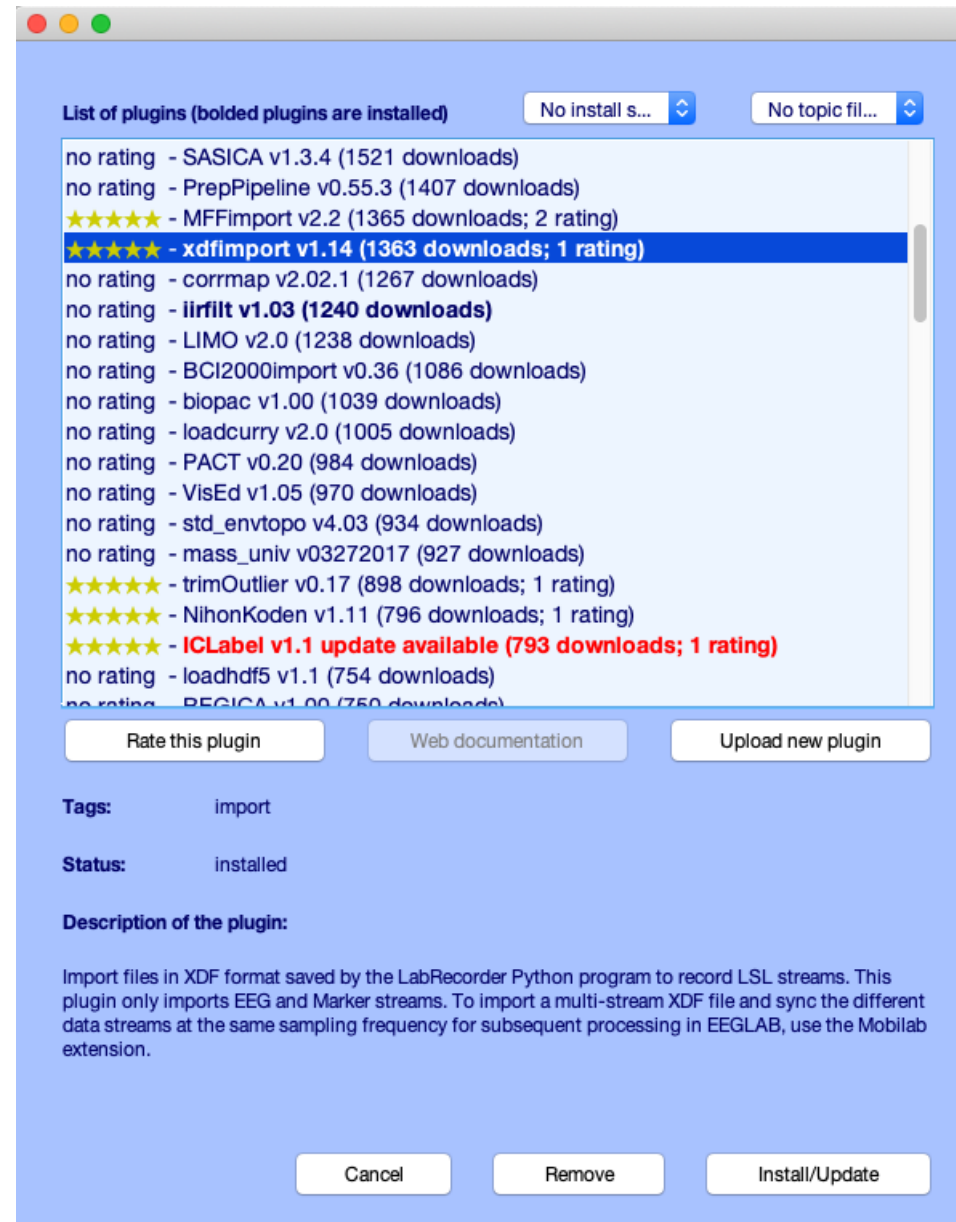 List of plugins (bolded plugins are installed) No install s... No topic fil...
no rating - SASICA v1.3.4 (1521 downloads)
no rating - PrepPipeline v0.55.3 (1407 downloads)
★★★★★ - MFFimport v2.2 (1365 downloads; 2 rating)
★★★★★ - xdfimport v1.14 (1363 downloads; 1 rating)
no rating - corrmap v2.02.1 (1267 downloads)
no rating - iirfilt v1.03 (1240 downloads)
no rating - LIMO v2.0 (1238 downloads)
no rating - BCI2000import v0.36 (1086 downloads)
no rating - biopac v1.00 (1039 downloads)
no rating - loadcurry v2.0 (1005 downloads)
no rating - PACT v0.20 (984 downloads)
no rating - VisEd v1.05 (970 downloads)
no rating - std_envtopo v4.03 (934 downloads)
no rating - mass_univ v03272017 (927 downloads)
★★★★★ - trimOutlier v0.17 (898 downloads; 1 rating)
★★★★★ - NihonKoden v1.11 (796 downloads; 1 rating)
★★★★★ - ICLabel v1.1 update available (793 downloads; 1 rating)
no rating - loadhdf5 v1.1 (754 downloads)
no rating - REGICA v1.00 (750 downloads)
Rate this plugin Web documentation Upload new plugin
Tags: import
Status: installed
Description of the plugin:
Import files in XDF format saved by the LabRecorder Python program to record LSL streams. This
plugin only imports EEG and Marker streams. To import a multi-stream XDF file and sync the different
data streams at the same sampling frequency for subsequent processing in EEGLAB, use the Mobilab
extension.
Cancel Remove Install/Update